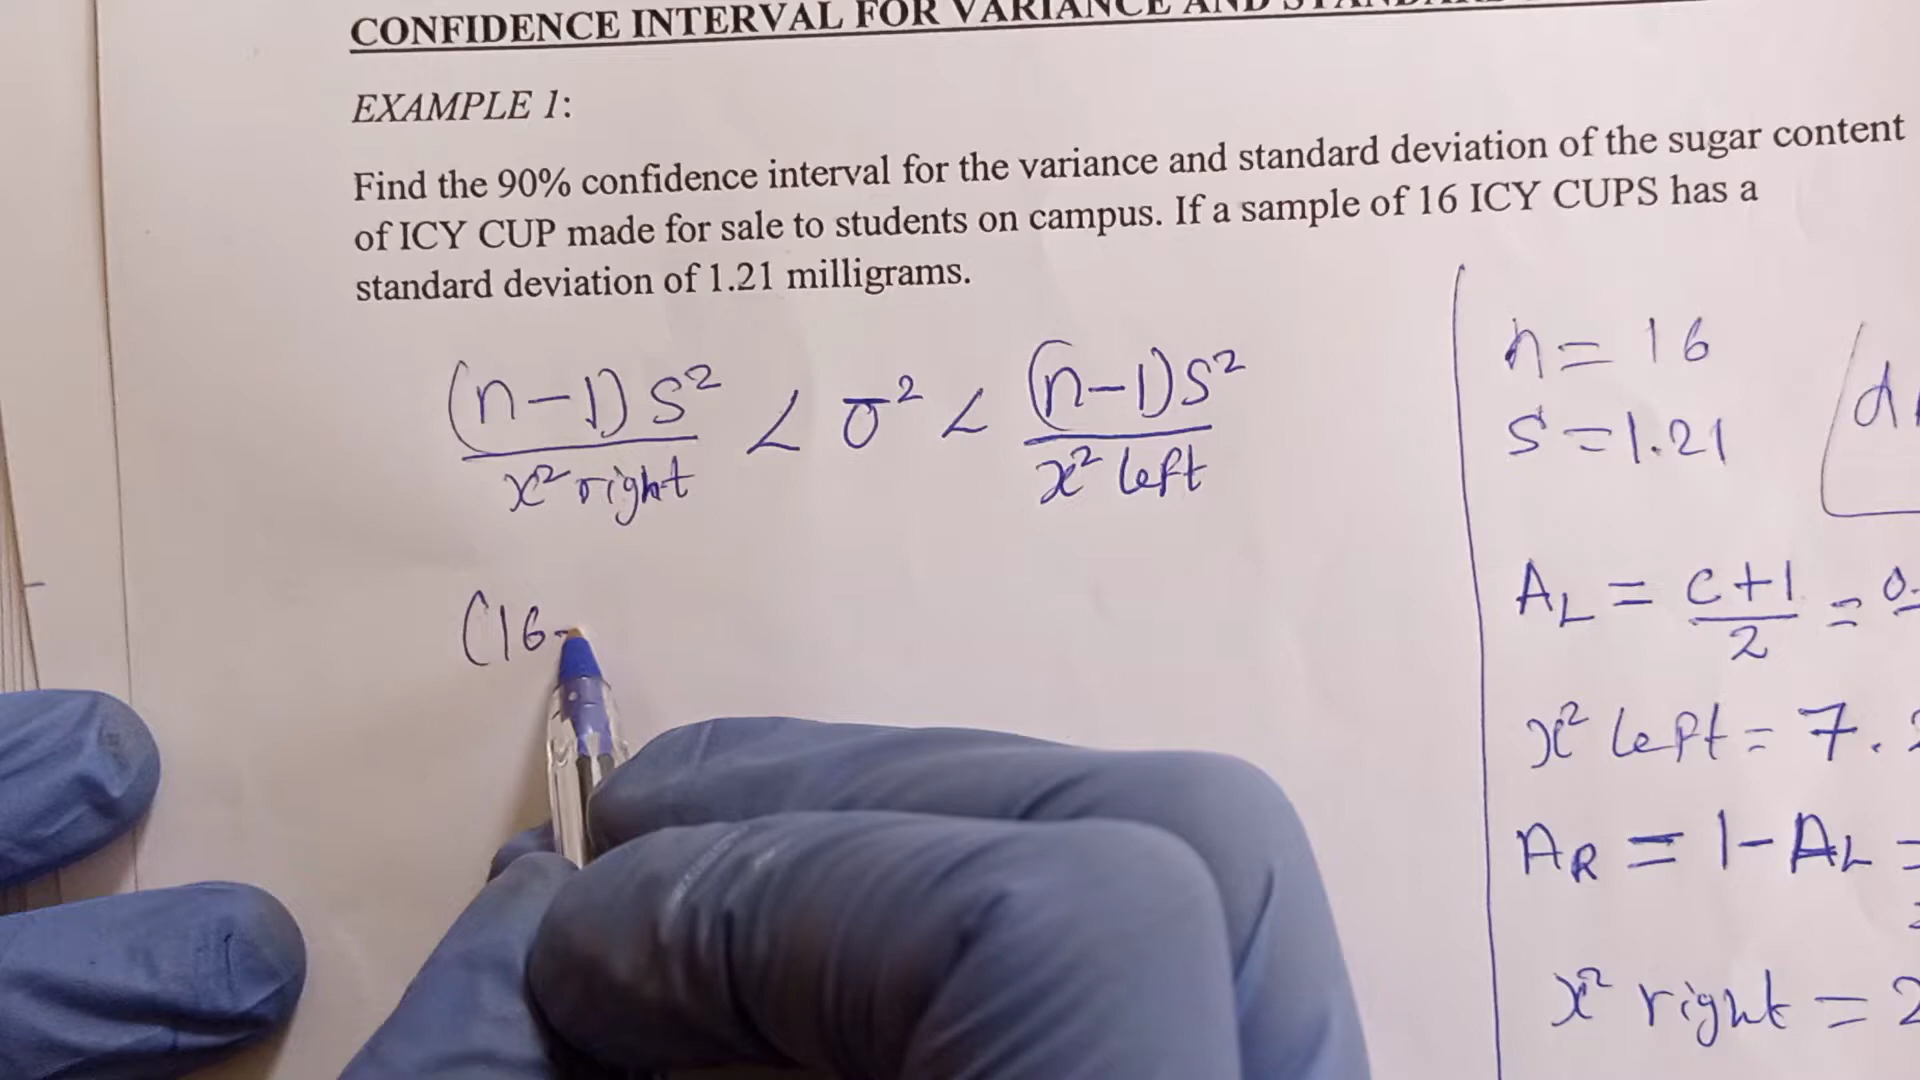 CONFIDENCE INTERVAL FOR VARIANCE AND
EXAMPLE 1:
Find the 90% confidence interval for the variance and standard deviation of the sugar content
of ICY CUP made for sale to students on campus. If a sample of 16 ICY CUPS has a
standard deviation of 1.21 milligrams.
(n-1)S² / x² right < σ² < (n-1)S² / x² left
(16-
n = 16
S = 1.21
A_L = C+1 / 2 =
x² left = 7.
A_R = 1 - A_L =
x² right = 2